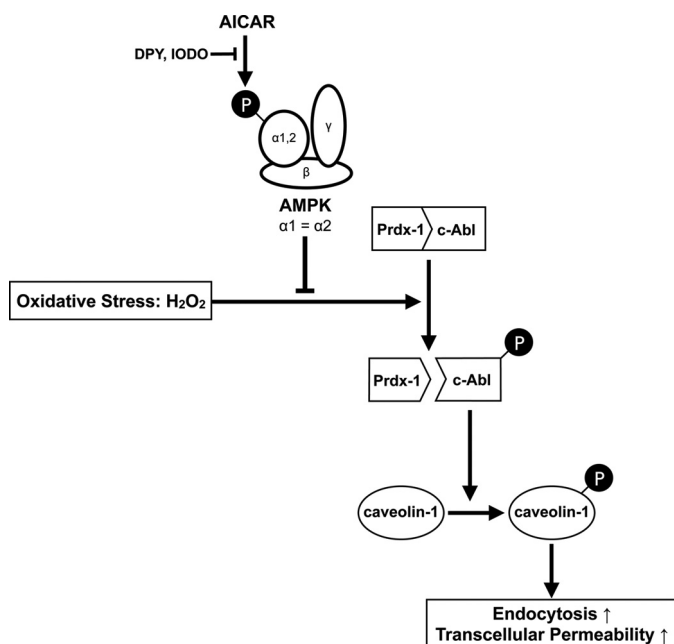 AICAR
DPY, IODO
P
α1,2
γ
β
AMPK
α1 = α2
Prdx-1 c-Abl
Oxidative Stress: H₂O₂
P
Prdx-1 c-Abl
P
caveolin-1 caveolin-1
Endocytosis ↑
Transcellular Permeability ↑